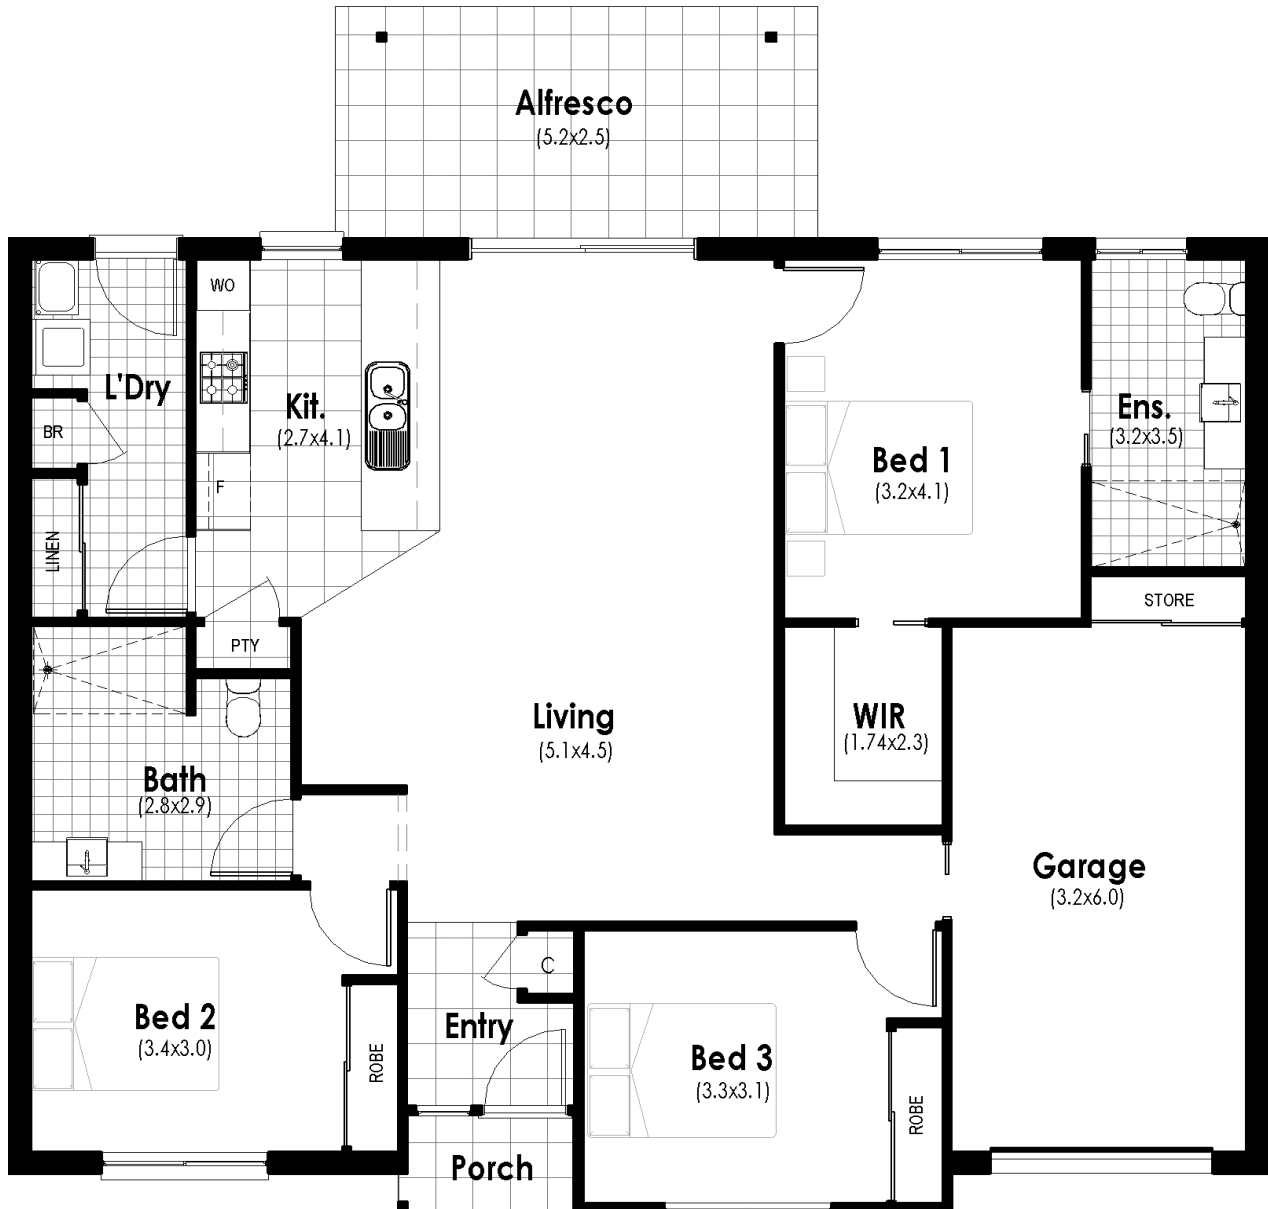 Alfresco
(5.2x2.5)
WO
L'Dry
Kit.
(2.7x4.1)
BR
F
LINEN
PTY
Bed 1
(3.2x4.1)
Ens.
(3.2x3.5)
STORE
Living
(5.1x4.5)
WIR
(1.74x2.3)
Bath
(2.8x2.9)
Garage
(3.2x6.0)
C
Bed 2
(3.4x3.0)
ROBE
Entry
Bed 3
(3.3x3.1)
ROBE
Porch